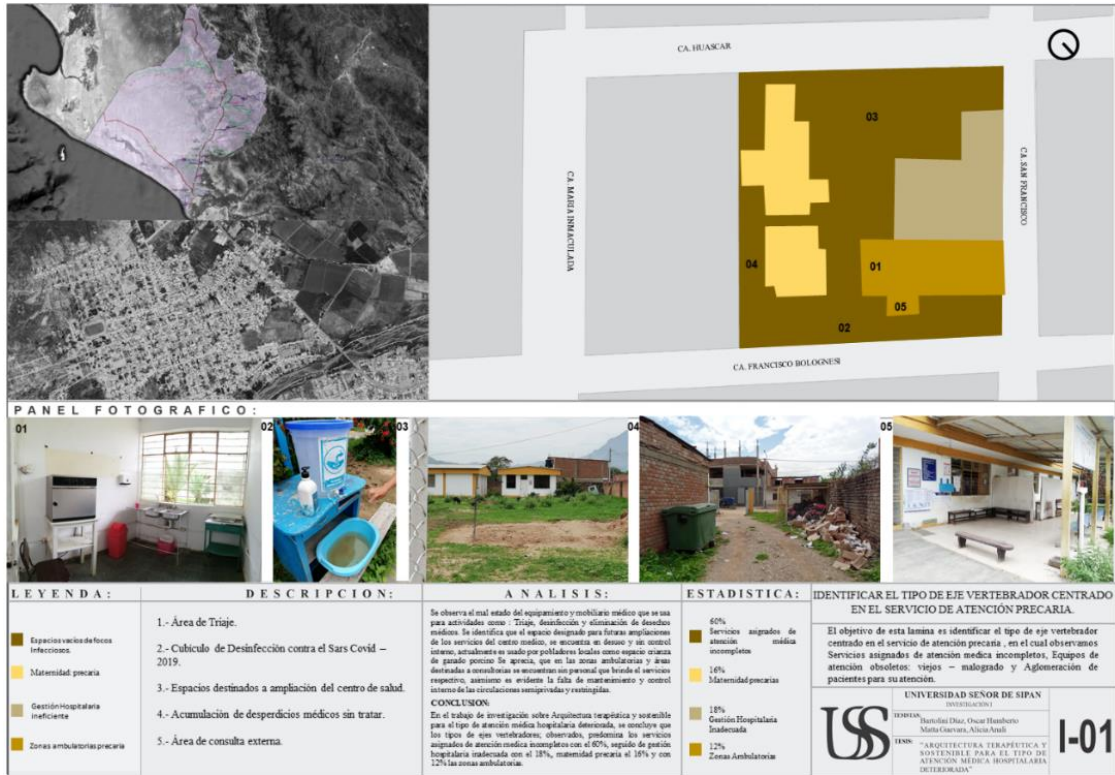 CA. HUASCAR
CA. MARIA INMACULADA
CA. SAN FRANCISCO
03
04
01
05
02
CA. FRANCISCO BOLOGNESI
PANEL FOTOGRAFICO:
01
02
03
04
05
LEYENDA:
Espacios vacios de focos
Infecciosos.
Maternidad precaria
Gestión Hospitalaria
Ineficiente
Zonas ambulatorias precaria
DESCRIPCION:
1.- Área de Triaje.
2.- Cubículo de Desinfección contra el Sars Covid –
2019.
3.- Espacios destinados a ampliación del centro de salud.
4.- Acumulación de desperdicios médicos sin tratar.
5.- Área de consulta externa.
ANALISIS:
Se observa el mal estado del equipamiento y mobiliario médico que se usa
para actividades como : Triaje, desinfección y eliminación de desechos
médicos. Se identifica que el espacio designado para futuras ampliaciones
de los servicios del centro medico, se encuentra en desuso y sin control
interno, actualmente es usado por pobladores locales como espacio crianza
de ganado porcino Se aprecia, que en las zonas ambulatorias y áreas
destinadas a consultorias se encuentran sin personal que brinde el servicios
respectivo, asimismo es evidente la falta de mantenimiento y control
interno de las circulaciones semiprivadas y restringidas.
CONCLUSION:
En el trabajo de investigación sobre Arquitectura terapéutica y sostenible
para el tipo de atención médica hospitalaria deteriorada, se concluye que
los tipos de ejes vertebradores; observados, predomina los servicios
asignados de atención medica incompletos con el 60%, seguido de gestión
hospitalaria inadecuada con el 18%, maternidad precaria el 16% y con
12% las zonas ambulatorias.
ESTADISTICA:
60%
Servicios asignados de
atención médica
incompletos
16%
Maternidad precarias
18%
Gestión Hospitalaria
Inadecuada
12%
Zonas Ambulatorias
IDENTIFICAR EL TIPO DE EJE VERTEBRADOR CENTRADO
EN EL SERVICIO DE ATENCIÓN PRECARIA.
El objetivo de esta lamina es identificar el tipo de eje vertebrador
centrado en el servicio de atención precaria , en el cual observamos
Servicios asignados de atención medica incompletos, Equipos de
atención obsoletos: viejos – malogrado y Aglomeración de
pacientes para su atención.
USS
UNIVERSIDAD SEÑOR DE SIPAN
INVESTIGACIÓN I
TESISTAS:
Bartolini Díaz, Oscar Humberto
Matta Guevara, Alicia Anali
TESIS:
"ARQUITECTURA TERAPÉUTICA Y
SOSTENIBLE PARA EL TIPO DE
ATENCIÓN MÉDICA HOSPITALARIA
DETERIORADA"
I-01